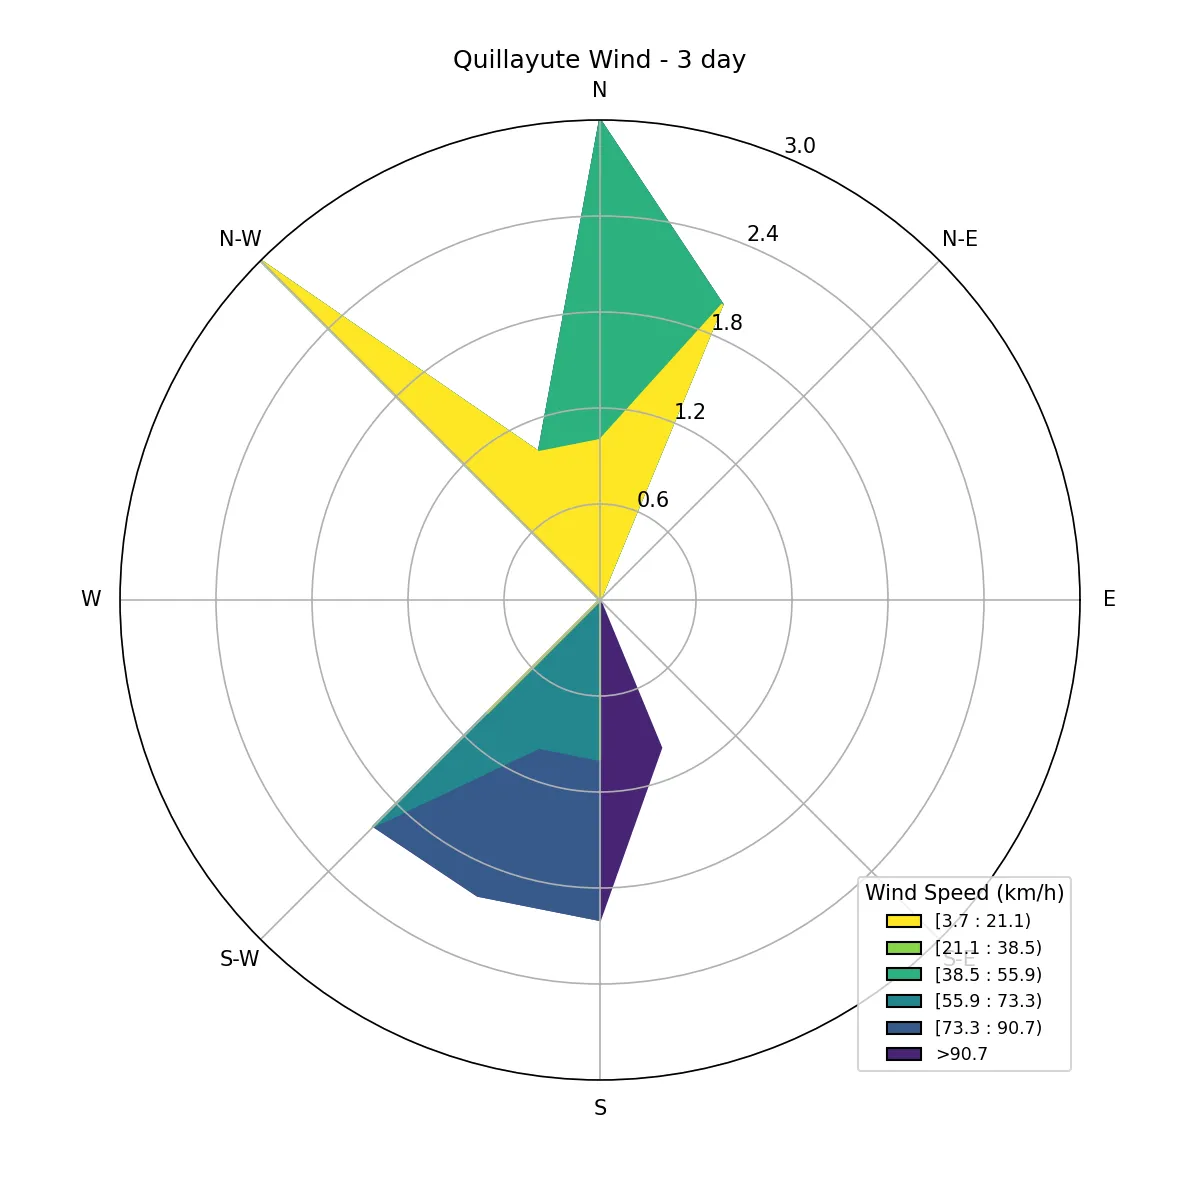 Quillayute Wind - 3 day
N
3.0
2.4
N-W
N-E
1.8
1.2
0.6
W
E
S-W
S-E
S
Wind Speed (km/h)
[3.7 : 21.1)
[21.1 : 38.5)
[38.5 : 55.9)
[55.9 : 73.3)
[73.3 : 90.7)
>90.7